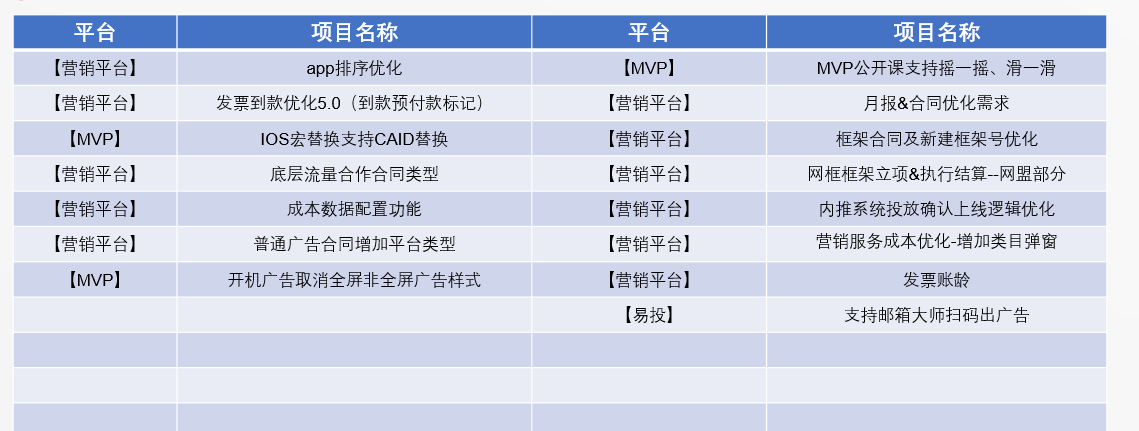 平台 项目名称 平台 项目名称
【营销平台】 app排序优化 【MVP】 MVP公开课支持摇一摇、滑一滑
【营销平台】 发票到款优化5.0（到款预付款标记） 【营销平台】 月报&合同优化需求
【MVP】 IOS宏替换支持CAID替换 【营销平台】 框架合同及新建框架号优化
【营销平台】 底层流量合作合同类型 【营销平台】 网框框架立项&执行结算--网盟部分
【营销平台】 成本数据配置功能 【营销平台】 内推系统投放确认上线逻辑优化
【营销平台】 普通广告合同增加平台类型 【营销平台】 营销服务成本优化-增加类目弹窗
【MVP】 开机广告取消全屏非全屏广告样式 【营销平台】 发票账龄
【易投】 支持邮箱大师扫码出广告